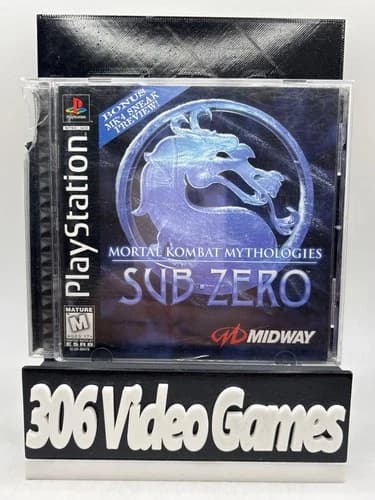 BONUS
MK4 SNEAK
PREVIEW!
PlayStation
MORTAL KOMBAT MYTHOLOGIES
SUB-ZERO
MATURE
M
ESRB
MIDWAY
306 Video Games